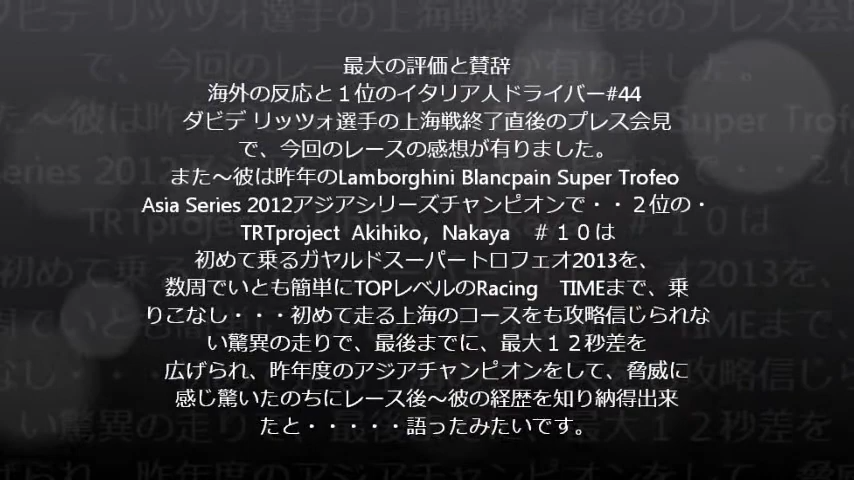 最大の評価と賛辞
海外の反応と１位のイタリア人ドライバー#44
ダビデ リッツォ選手の上海戦終了直後のプレス会見
で、今回のレースの感想が有りました。
また～彼は昨年のLamborghini Blancpain Super Trofeo
Asia Series 2012アジアシリーズチャンピオンで・・２位の・
TRTproject Akihiko，Nakaya　＃１０は
初めて乗るガヤルドスーパートロフェオ2013を、
数周でいとも簡単にTOPレベルのRacing　TIMEまで、乗
りこなし・・・初めて走る上海のコースをも攻略信じられな
い驚異の走りで、最後までに、最大１２秒差を
広げられ、昨年度のアジアチャンピオンをして、脅威に
感じ驚いたのちにレース後～彼の経歴を知り納得出来
たと・・・・・語ったみたいです。